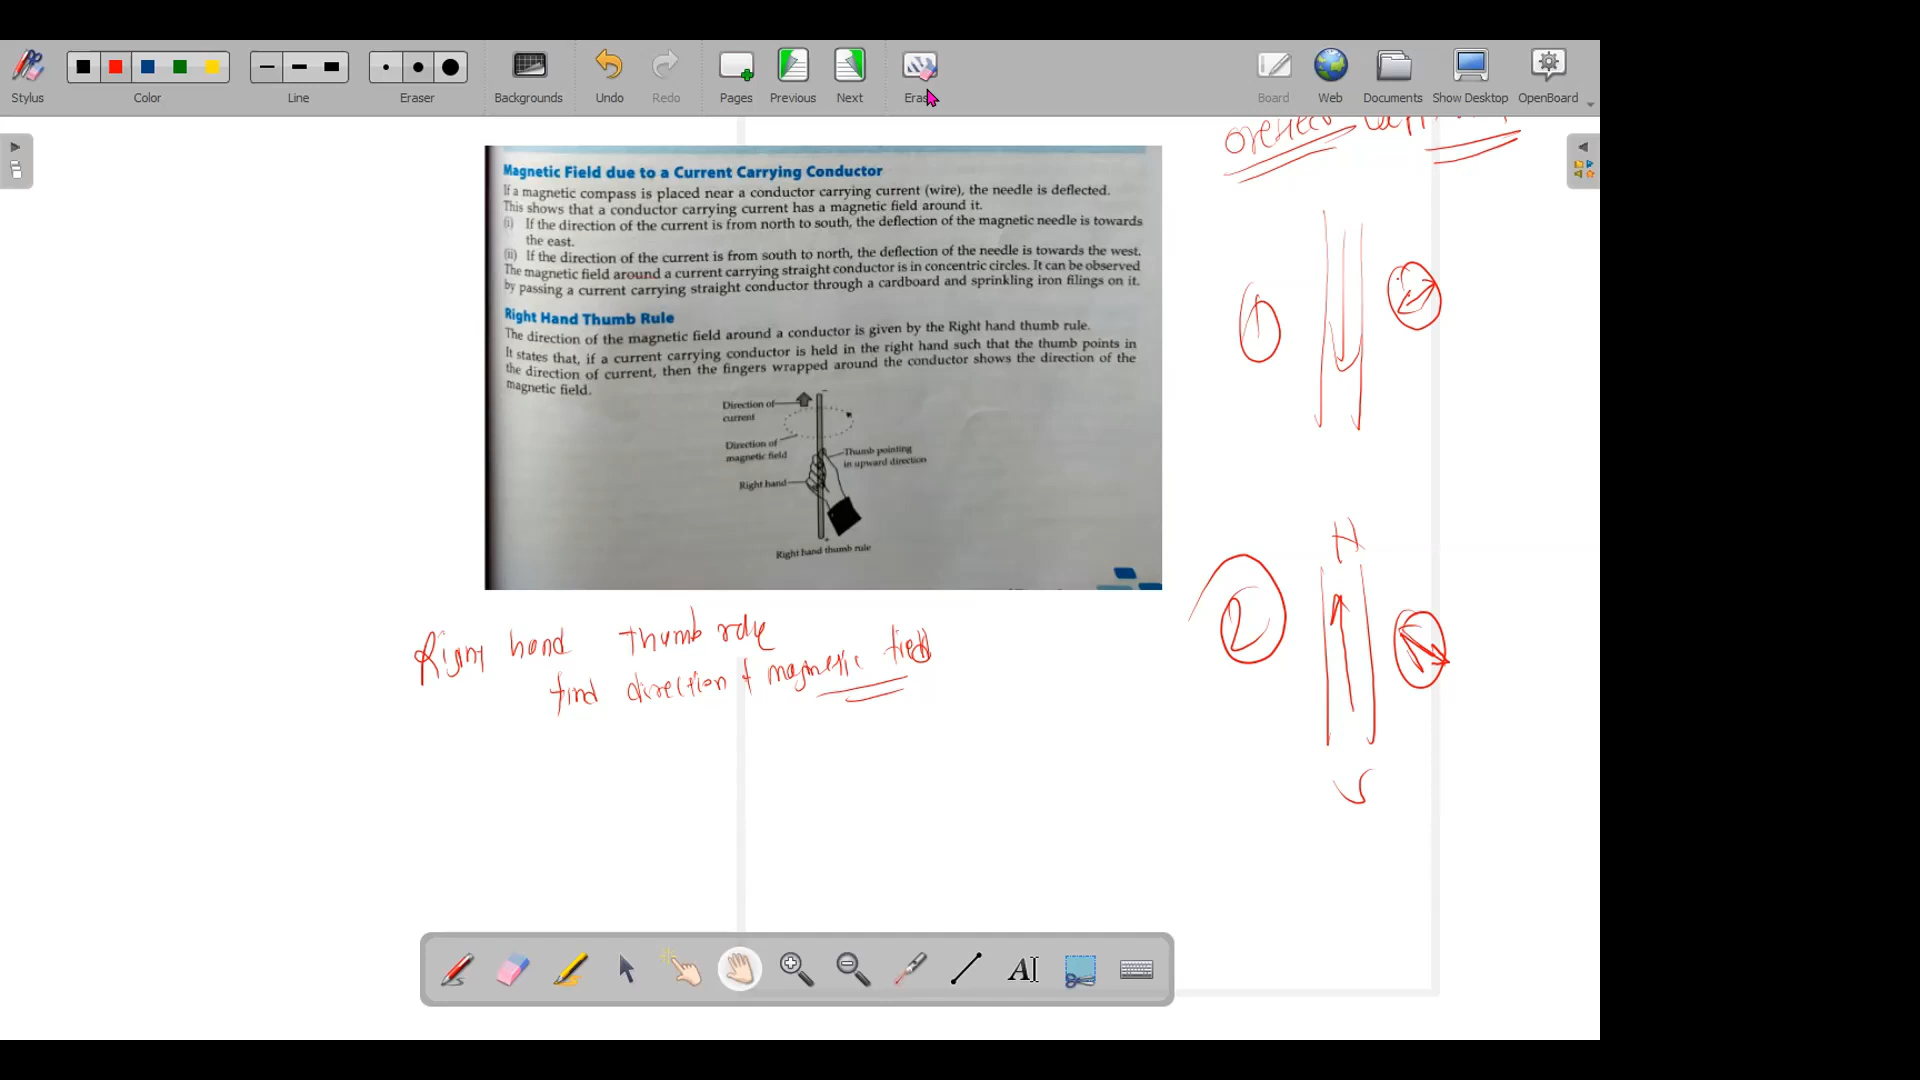 Stylus
Color
Line
Eraser
Backgrounds
Undo
Redo
Pages
Previous
Next
Board
Web
Documents
Show Desktop
OpenBoard
Magnetic Field due to a Current Carrying Conductor
If a magnetic compass is placed near a conductor carrying current (wire), the needle is deflected.
This shows that a conductor carrying current has a magnetic field around it.
(i) If the direction of the current is from north to south, the deflection of the magnetic needle is towards
the east.
(ii) If the direction of the current is from south to north, the deflection of the needle is towards the west.
The magnetic field around a current carrying straight conductor is in concentric circles. It can be observed
by passing a current carrying straight conductor through a cardboard and sprinkling iron filings on it.
Right Hand Thumb Rule
The direction of the magnetic field around a conductor is given by the Right hand thumb rule.
It states that, if a current carrying conductor is held in the right hand such that the thumb points in
the direction of current, then the fingers wrapped around the conductor shows the direction of the
magnetic field.
Direction of
current
Direction of
magnetic field
Thumb pointing
in upward direction
Right hand
Right hand thumb rule
Right hand thumb rule
find direction of magnetic field
1
N
2
S
AI